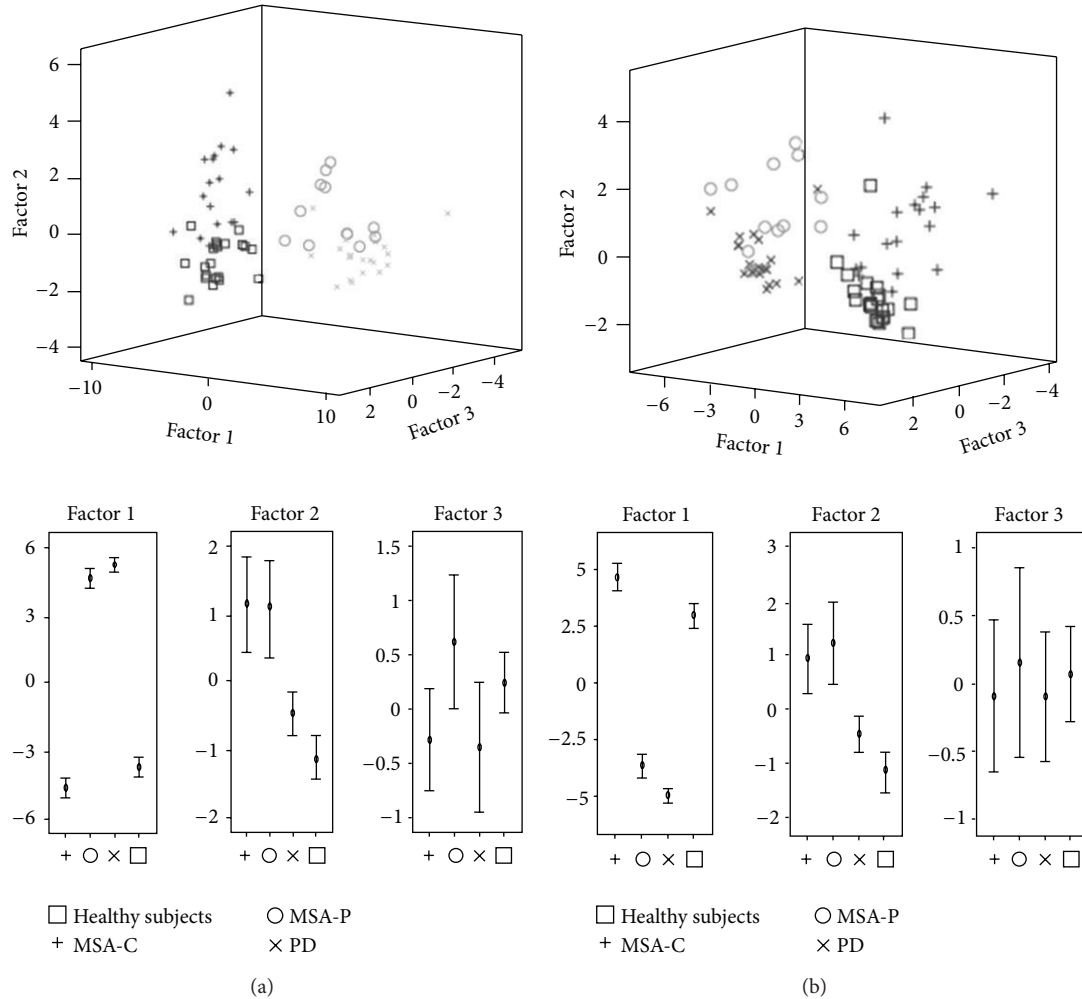 6
4
2
0
−2
−4
Factor 2
−10
0
10
Factor 1
2
0
−2
−4
Factor 3
4
2
0
−2
Factor 2
−6
−3
0
3
6
Factor 1
2
0
−2
−4
Factor 3
Factor 1
6
3
0
−3
−6
Factor 2
2
1
0
−1
−2
Factor 3
1.5
1
0.5
0
−0.5
−1
Factor 1
5
2.5
0
−2.5
−5
Factor 2
3
2
1
0
−1
−2
Factor 3
1
0.5
0
−0.5
−1
Healthy subjects
MSA-P
MSA-C
PD
Healthy subjects
MSA-P
MSA-C
PD
(a)
(b)